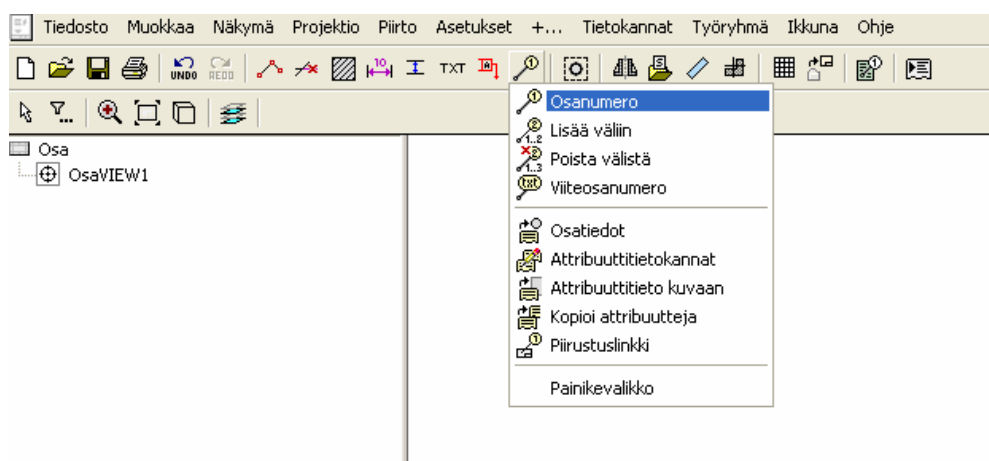 Tiedosto Muokkaa Näkymä Projektio Piirto Asetukset +... Tietokannat Työryhmä Ikkuna Ohje
UNDO REDO 10 TXT
Osa
OsaVIEW1
Osanumero
Lisää väliin
Poista välistä
Viiteosanumero
Osatiedot
Attribuuttitietokannat
Attribuuttitieto kuvaan
Kopioi attribuutteja
Piirustuslinkki
Painikevalikko